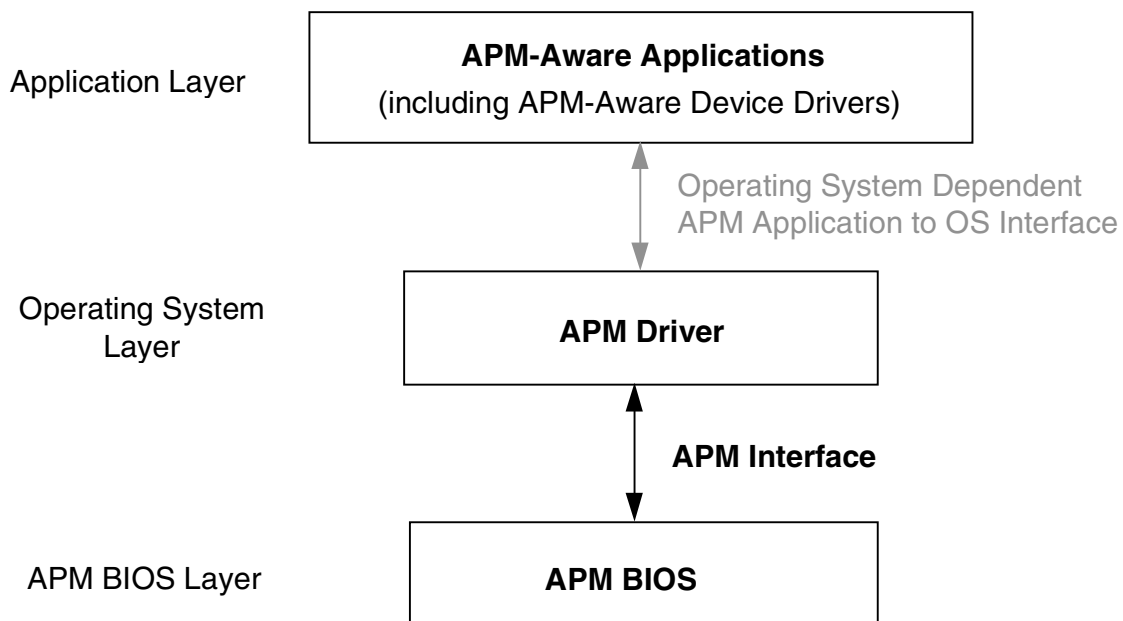 APM-Aware Applications
Application Layer
(including APM-Aware Device Drivers)
Operating System Dependent
APM Application to OS Interface
Operating System
Layer
APM Driver
APM Interface
APM BIOS Layer
APM BIOS